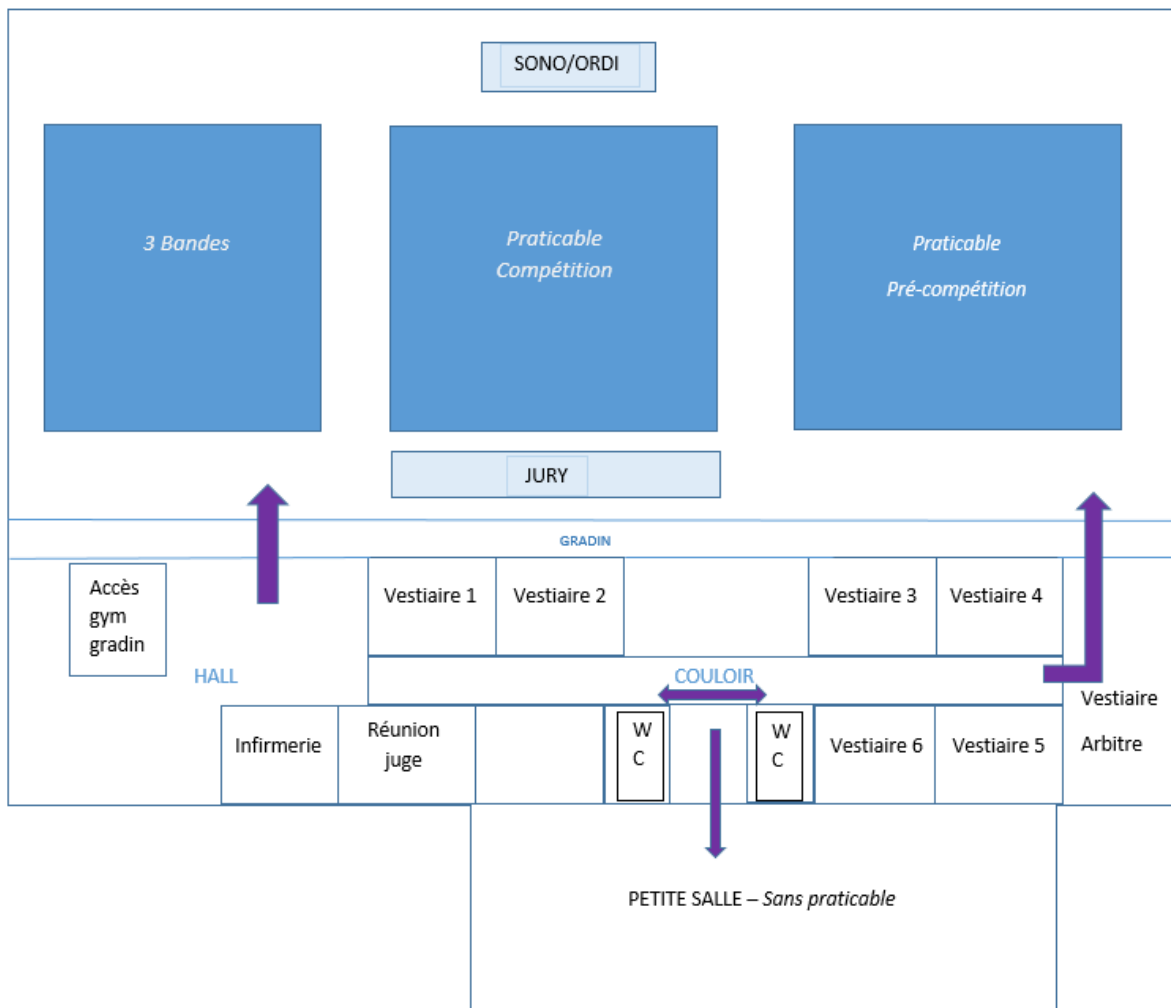 SONO/ORDI
3 Bandes
Praticable
Compétition
Praticable
Pré-compétition
JURY
GRADIN
Accès
gym
gradin
Vestiaire 1
Vestiaire 2
Vestiaire 3
Vestiaire 4
HALL
COULOIR
Vestiaire
Arbitre
Infirmerie
Réunion
juge
W
C
W
C
Vestiaire 6
Vestiaire 5
PETITE SALLE – Sans praticable